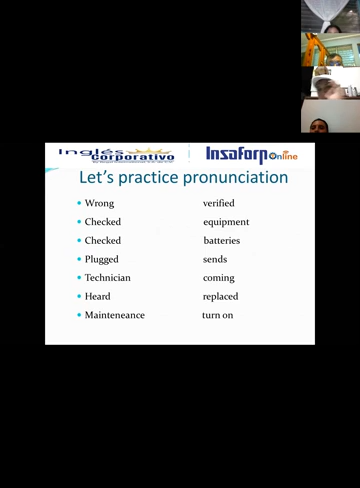 Inglés Corporativo Insaforp Online
Let's practice pronunciation
Wrong verified
Checked equipment
Checked batteries
Plugged sends
Technician coming
Heard replaced
Mainteneance turn on